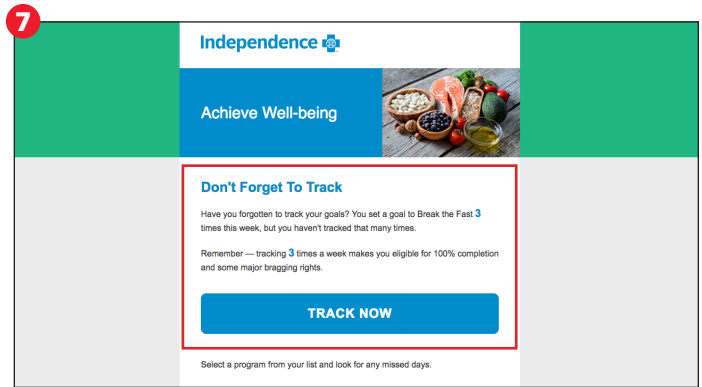 7
Independence
Achieve Well-being
Don't Forget To Track
Have you forgotten to track your goals? You set a goal to Break the Fast 3
times this week, but you haven't tracked that many times.
Remember — tracking 3 times a week makes you eligible for 100% completion
and some major bragging rights.
TRACK NOW
Select a program from your list and look for any missed days.